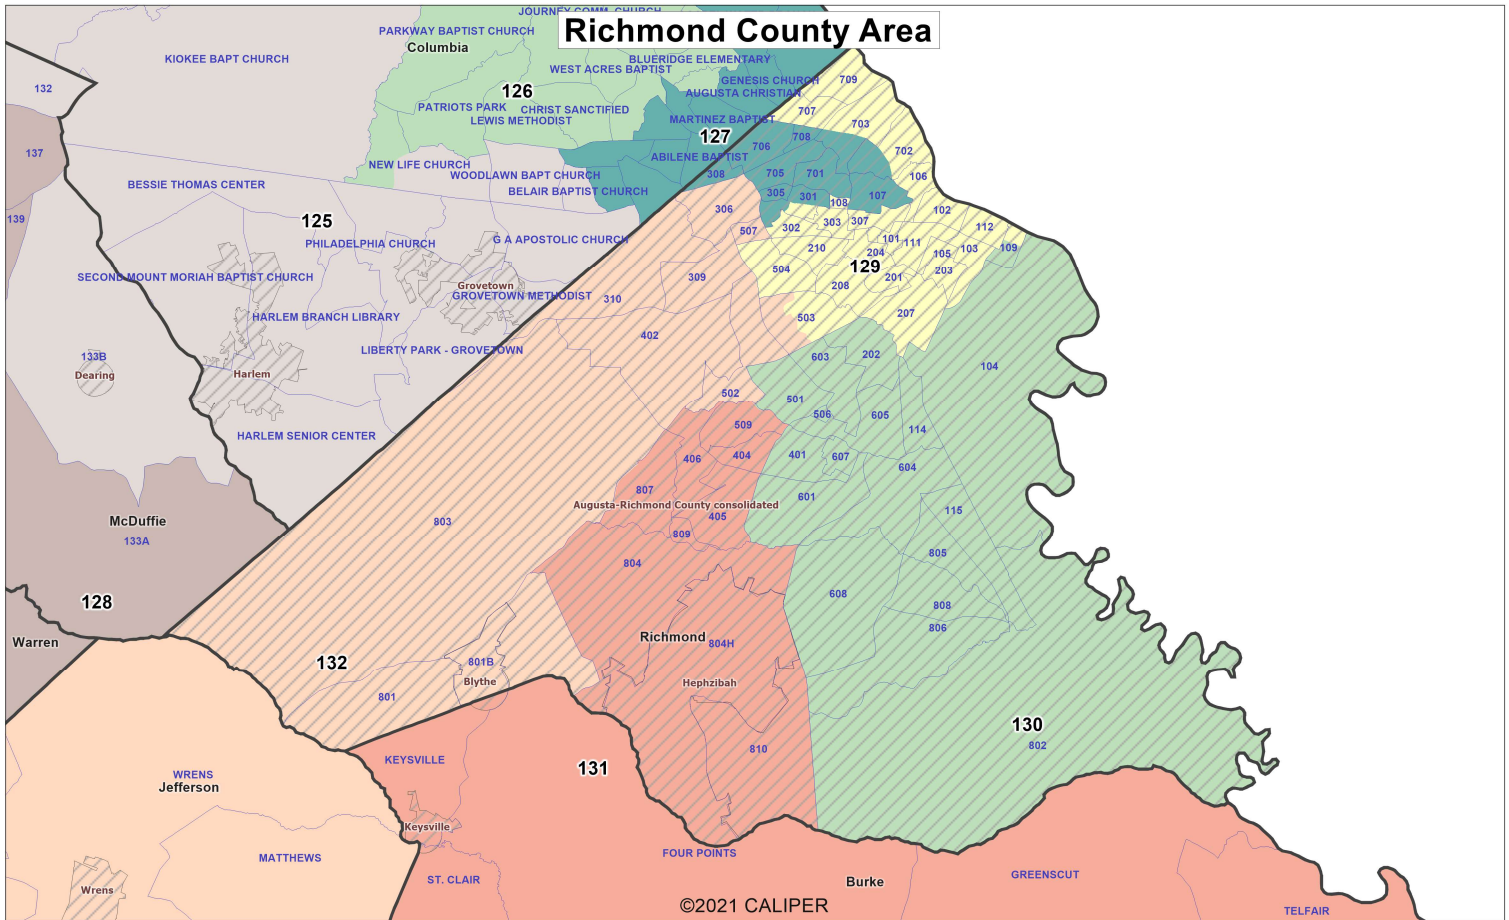 JOURNEY COMM. CHURCH
Richmond County Area
PARKWAY BAPTIST CHURCH
Columbia
KIOKEE BAPT CHURCH
BLUERIDGE ELEMENTARY
WEST ACRES BAPTIST
GENESIS CHURCH
709
132
126
AUGUSTA CHRISTIAN
PATRIOTS PARK
CHRIST SANCTIFIED
707
LEWIS METHODIST
MARTINEZ BAPTIST
703
127
708
706
137
ABILENE BAPTIST
702
NEW LIFE CHURCH
WOODLAWN BAPT CHURCH
308
705
701
106
BESSIE THOMAS CENTER
BELAIR BAPTIST CHURCH
305
301
107
108
139
125
306
102
302
303
307
112
507
PHILADELPHIA CHURCH
G A APOSTOLIC CHURCH
210
101
111
103
109
204
105
129
504
203
SECOND MOUNT MORIAH BAPTIST CHURCH
309
201
Grovetown
208
GROVETOWN METHODIST
310
HARLEM BRANCH LIBRARY
503
207
402
LIBERTY PARK - GROVETOWN
133B
603
202
Dearing
Harlem
104
502
501
506
605
509
114
HARLEM SENIOR CENTER
406
404
401
607
604
807
601
Augusta-Richmond County consolidated
405
115
McDuffie
803
809
133A
805
804
608
128
808
806
Warren
Richmond
804H
132
801B
Blythe
Hephzibah
801
130
810
802
KEYSVILLE
131
WRENS
Jefferson
Keysville
MATTHEWS
FOUR POINTS
ST. CLAIR
Burke
GREENSCUT
Wrens
©2021 CALIPER
TELFAIR